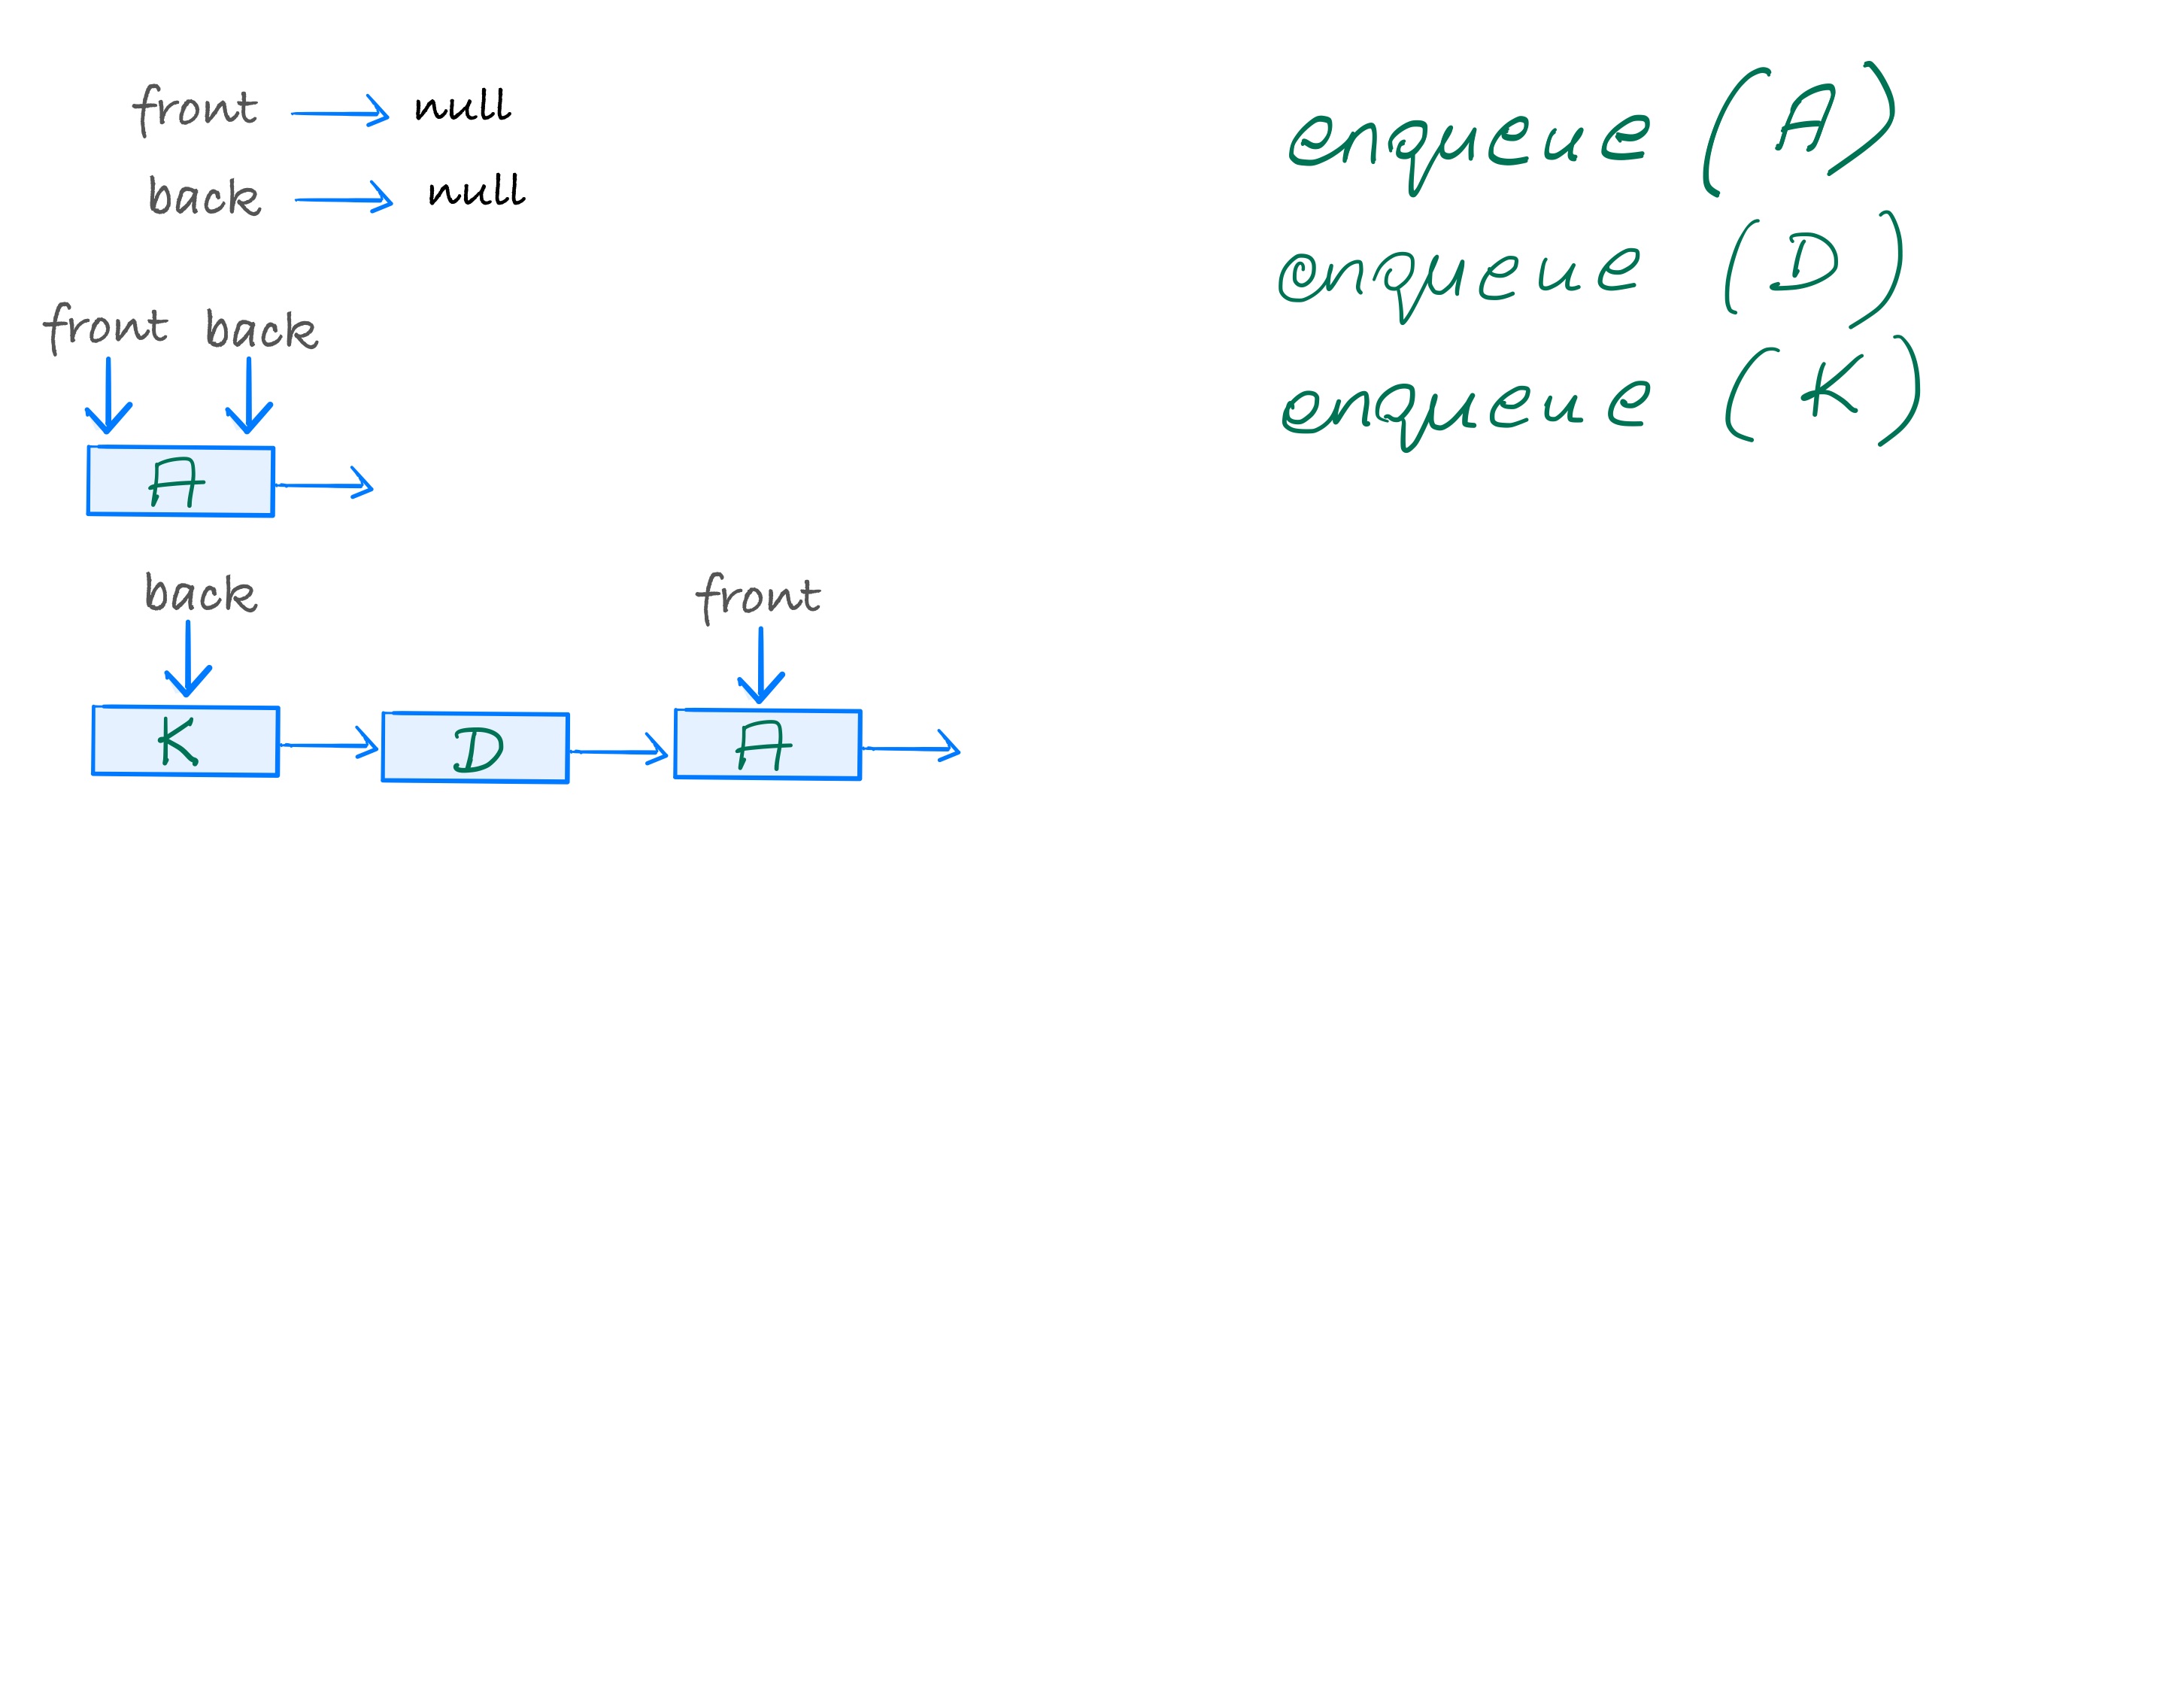 front → null
back → null
front back
A
back front
K D A
enqueue (A)
enqueue (D)
enqueue (K)